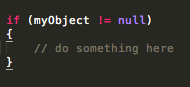 if (myObject != null)
{
    // do something here
}